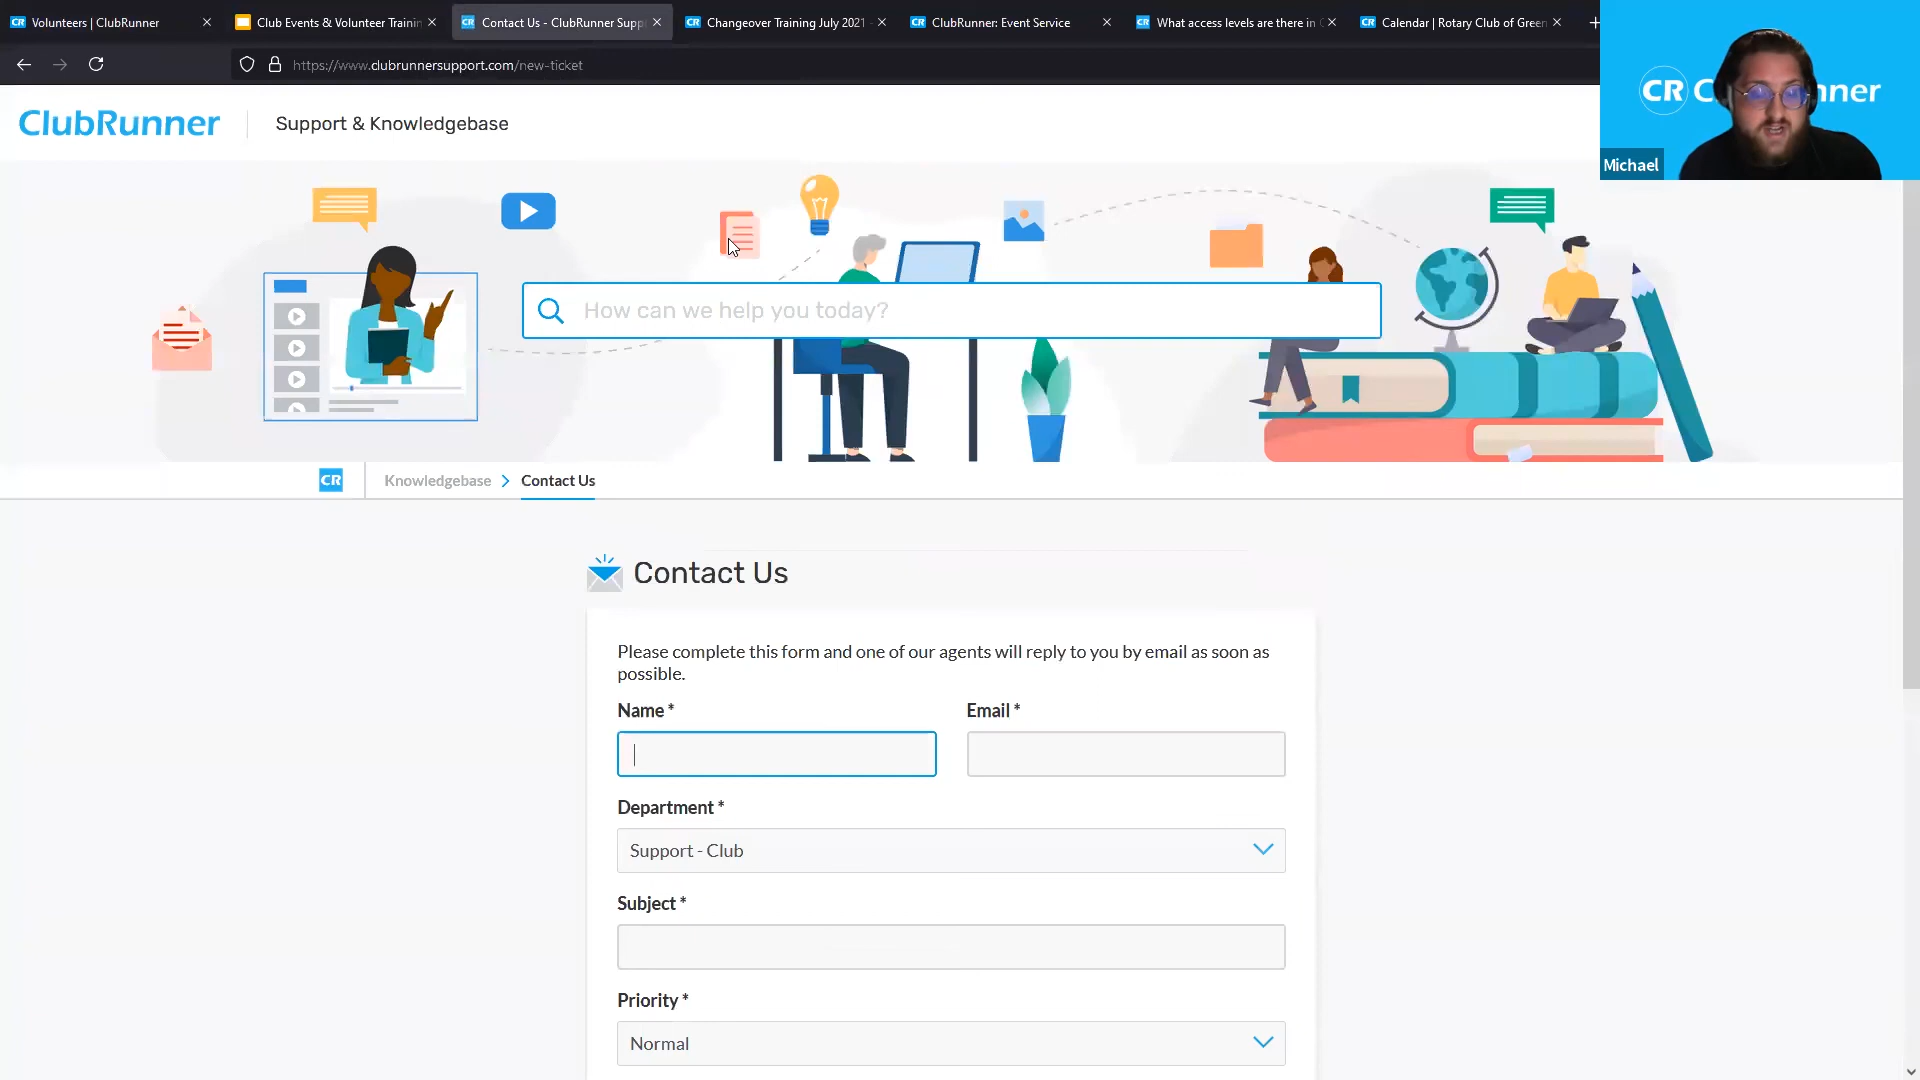 Volunteers | ClubRunner
Club Events & Volunteer Trainin
Contact Us - ClubRunner Supp
Changeover Training July 2021 -
ClubRunner: Event Service
What access levels are there in C
Calendar | Rotary Club of Green
https://www.clubrunnersupport.com/new-ticket
CR C nner
Michael
ClubRunner
Support & Knowledgebase
How can we help you today?
CR
Knowledgebase
Contact Us
Contact Us
Please complete this form and one of our agents will reply to you by email as soon as
possible.
Name *
Email *
Department *
Support - Club
Subject *
Priority *
Normal